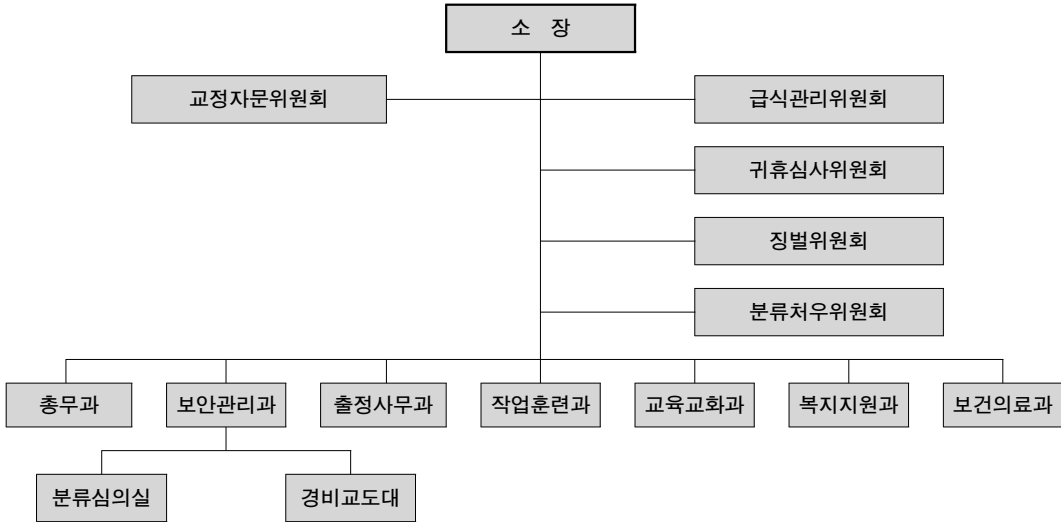 소 장
교정자문위원회
급식관리위원회
귀휴심사위원회
징벌위원회
분류처우위원회
총무과
보안관리과
출정사무과
작업훈련과
교육교화과
복지지원과
보건의료과
분류심의실
경비교도대